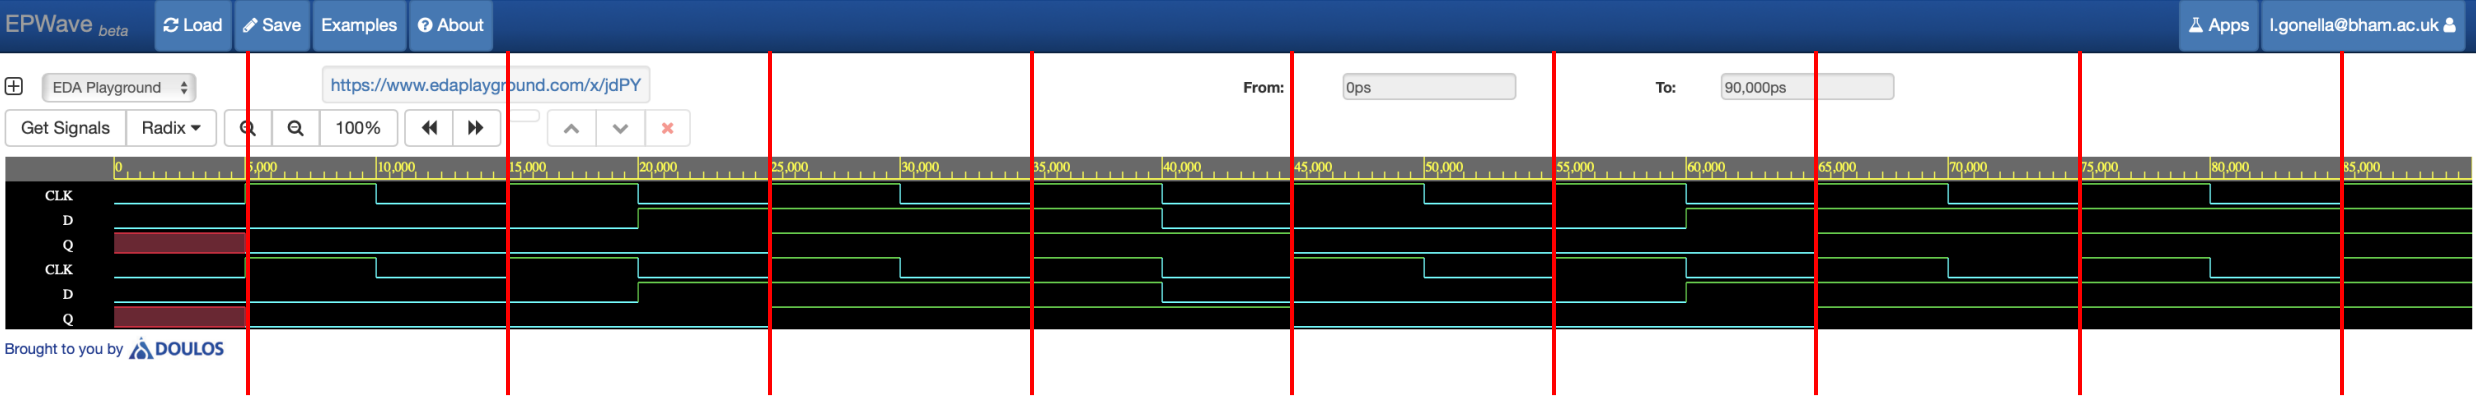 EPWave beta Load Save Examples About Apps l.gonella@bham.ac.uk
EDA Playground https://www.edaplayground.com/x/jdPY From: 0ps To: 90,000ps
Get Signals Radix 100%
0 5,000 10,000 15,000 20,000 25,000 30,000 35,000 40,000 45,000 50,000 55,000 60,000 65,000 70,000 75,000 80,000 85,000
CLK
D
Q
CLK
D
Q
Brought to you by DOULOS